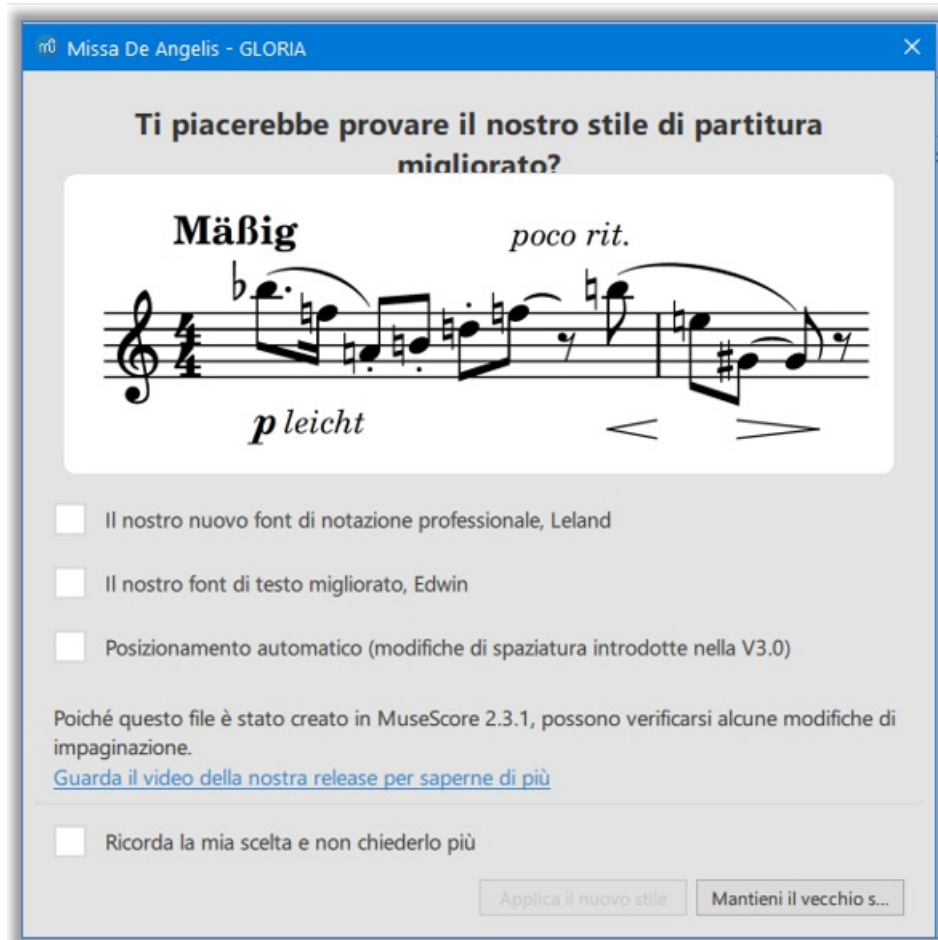 Missa De Angelis - GLORIA
Ti piacerebbe provare il nostro stile di partitura
migliorato?
Mäßig
poco rit.
p leicht
Il nostro nuovo font di notazione professionale, Leland
Il nostro font di testo migliorato, Edwin
Posizionamento automatico (modifiche di spaziatura introdotte nella V3.0)
Poiché questo file è stato creato in MuseScore 2.3.1, possono verificarsi alcune modifiche di
impaginazione.
Guarda il video della nostra release per saperne di più
Ricorda la mia scelta e non chiederlo più
Applica il nuovo stile
Mantieni il vecchio s...